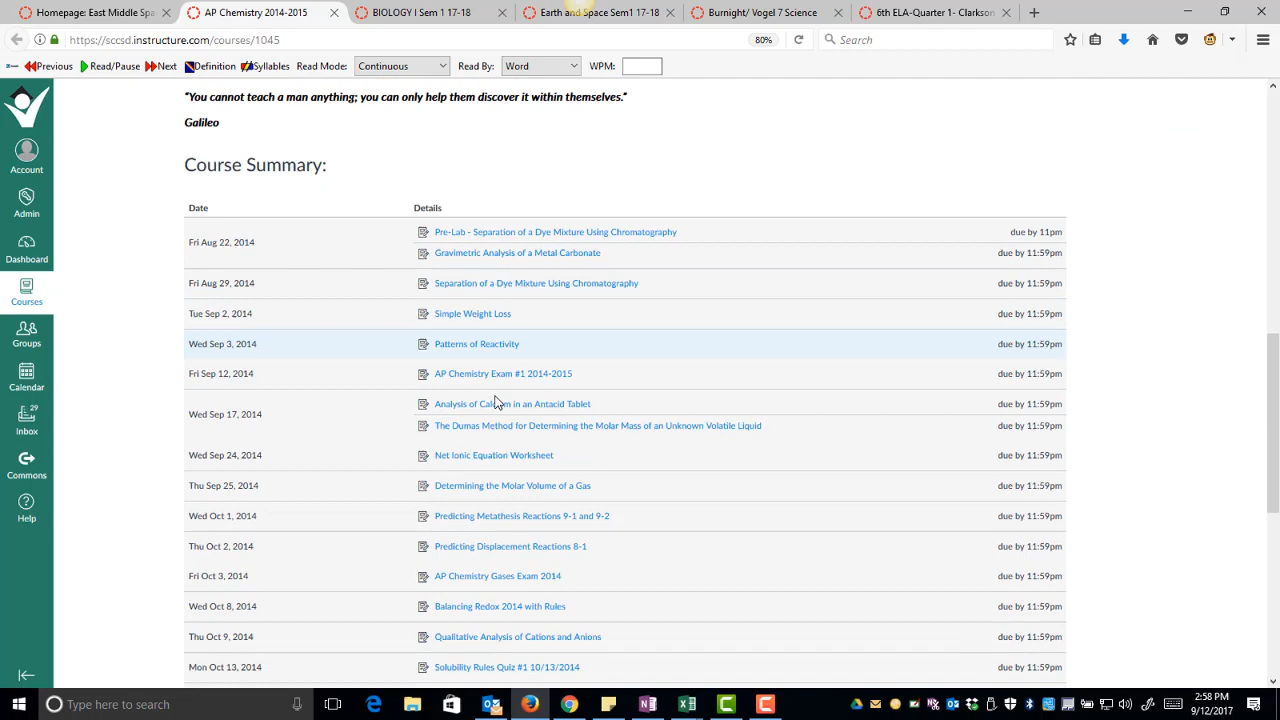 Homepage: East Middle Sp
AP Chemistry 2014-2015
BIOLOGY I Sem 1 17-18
Earth and Space Sem1 17-18
Burnight/ Vogel 7 Science
6th ELA-Quarter 1- Clarkson
https://sccsd.instructure.com/courses/1045
80%
Search
Previous
Read/Pause
Next
Definition
Syllables
Read Mode:
Continuous
Read By:
Word
WPM:
Account
Admin
Dashboard
Courses
Groups
Calendar
29
Inbox
Commons
Help
"You cannot teach a man anything; you can only help them discover it within themselves."
Galileo
Course Summary:
Date Details
Fri Aug 22, 2014 Pre-Lab - Separation of a Dye Mixture Using Chromatography due by 11pm
Gravimetric Analysis of a Metal Carbonate due by 11:59pm
Fri Aug 29, 2014 Separation of a Dye Mixture Using Chromatography due by 11:59pm
Tue Sep 2, 2014 Simple Weight Loss due by 11:59pm
Wed Sep 3, 2014 Patterns of Reactivity due by 11:59pm
Fri Sep 12, 2014 AP Chemistry Exam #1 2014-2015 due by 11:59pm
Wed Sep 17, 2014 Analysis of Calcium in an Antacid Tablet due by 11:59pm
The Dumas Method for Determining the Molar Mass of an Unknown Volatile Liquid due by 11:59pm
Wed Sep 24, 2014 Net Ionic Equation Worksheet due by 11:59pm
Thu Sep 25, 2014 Determining the Molar Volume of a Gas due by 11:59pm
Wed Oct 1, 2014 Predicting Metathesis Reactions 9-1 and 9-2 due by 11:59pm
Thu Oct 2, 2014 Predicting Displacement Reactions 8-1 due by 11:59pm
Fri Oct 3, 2014 AP Chemistry Gases Exam 2014 due by 11:59pm
Wed Oct 8, 2014 Balancing Redox 2014 with Rules due by 11:59pm
Thu Oct 9, 2014 Qualitative Analysis of Cations and Anions due by 11:59pm
Mon Oct 13, 2014 Solubility Rules Quiz #1 10/13/2014 due by 11:59pm
Type here to search
2:58 PM
9/12/2017